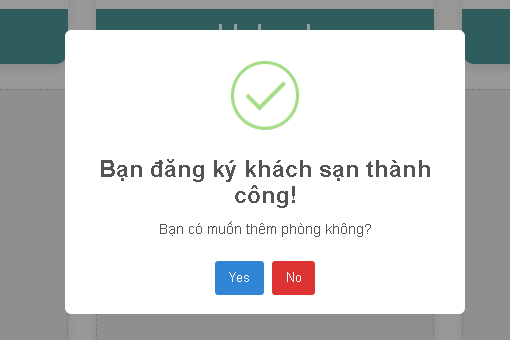 Bạn đăng ký khách sạn thành
công!
Bạn có muốn thêm phòng không?
Yes
No